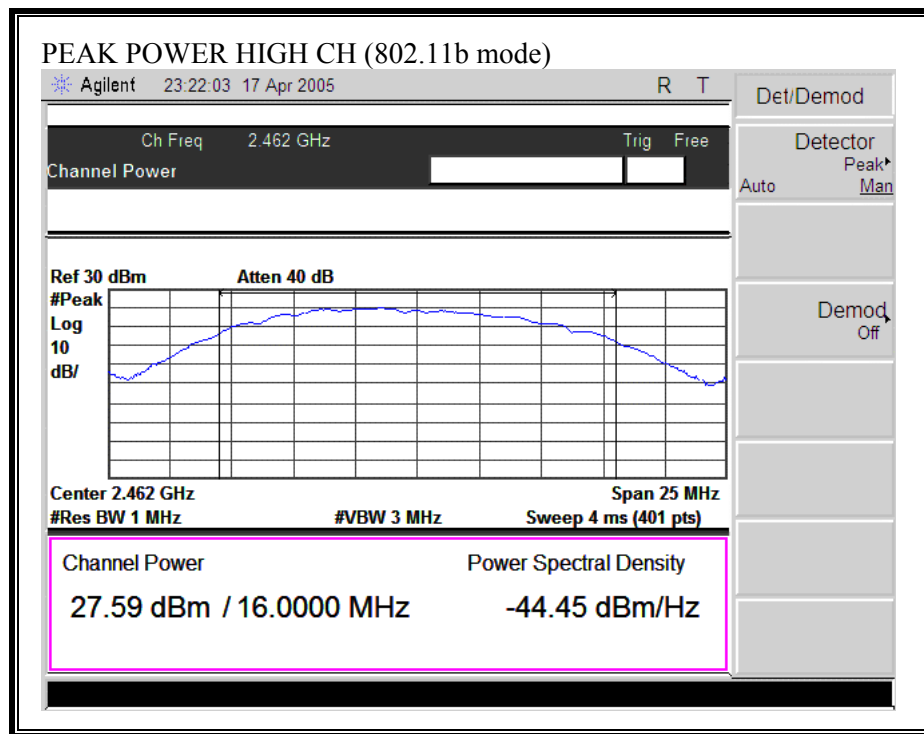 PEAK POWER HIGH CH (802.11b mode)
Agilent 23:22:03 17 Apr 2005 R T
Det/Demod
Ch Freq 2.462 GHz Trig Free
Channel Power
Detector
Peak
Auto Man
Ref 30 dBm Atten 40 dB
#Peak
Log
10
dB/
Demod
Off
Center 2.462 GHz Span 25 MHz
#Res BW 1 MHz #VBW 3 MHz Sweep 4 ms (401 pts)
Channel Power Power Spectral Density
27.59 dBm / 16.0000 MHz -44.45 dBm/Hz